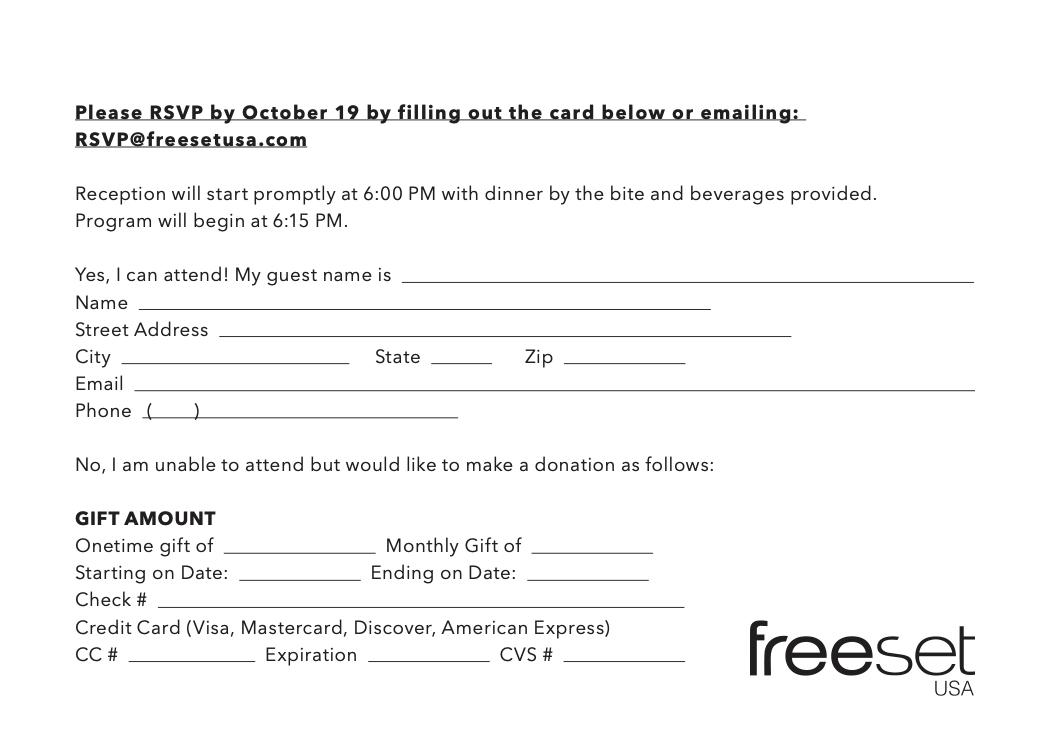 Please RSVP by October 19 by filling out the card below or emailing:
RSVP@freesetusa.com
Reception will start promptly at 6:00 PM with dinner by the bite and beverages provided.
Program will begin at 6:15 PM.
Yes, I can attend! My guest name is ____
Name ____
Street Address ____
City ____ State ____ Zip ____
Email ____
Phone (    ) ____
No, I am unable to attend but would like to make a donation as follows:
GIFT AMOUNT
Onetime gift of ____ Monthly Gift of ____
Starting on Date: ____ Ending on Date: ____
Check # ____
Credit Card (Visa, Mastercard, Discover, American Express)
CC # ____ Expiration ____ CVS # ____
freeset
USA